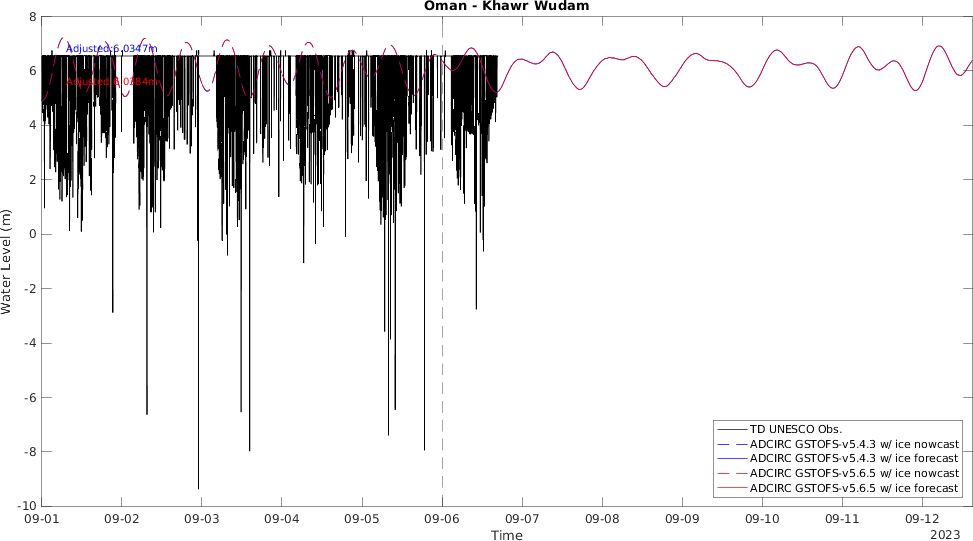 Oman - Khawr Wudam
8
6
4
2
0
-2
-4
-6
-8
-10
Water Level (m)
Adjusted:6.0347m
TD UNESCO Obs.
ADCIRC GSTOFS-v5.4.3 w/ ice nowcast
ADCIRC GSTOFS-v5.4.3 w/ ice forecast
ADCIRC GSTOFS-v5.6.5 w/ ice nowcast
ADCIRC GSTOFS-v5.6.5 w/ ice forecast
09-01 09-02 09-03 09-04 09-05 09-06 09-07 09-08 09-09 09-10 09-11 09-12
Time
2023